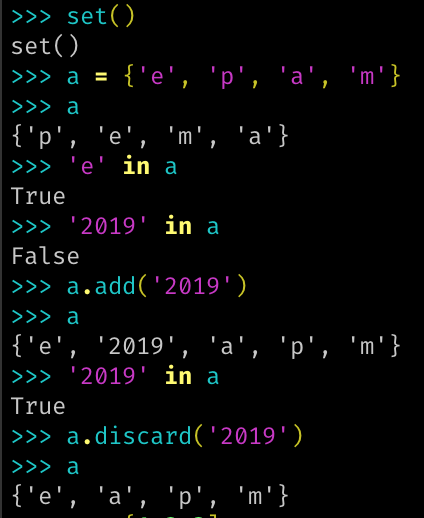 >>> set()
set()
>>> a = {'e', 'p', 'a', 'm'}
>>> a
{'p', 'e', 'm', 'a'}
>>> 'e' in a
True
>>> '2019' in a
False
>>> a.add('2019')
>>> a
{'e', '2019', 'a', 'p', 'm'}
>>> '2019' in a
True
>>> a.discard('2019')
>>> a
{'e', 'a', 'p', 'm'}